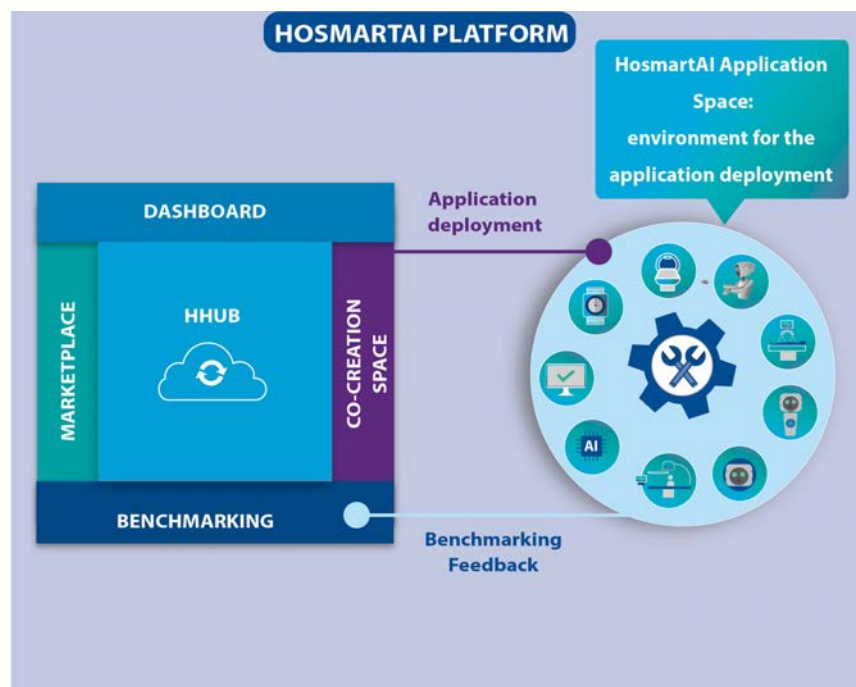 HOSMARTAI PLATFORM
HosmartAI Application
Space:
environment for the
application deployment
DASHBOARD
Application
deployment
MARKETPLACE
HHUB
CO-CREATION
SPACE
AI
BENCHMARKING
Benchmarking
Feedback